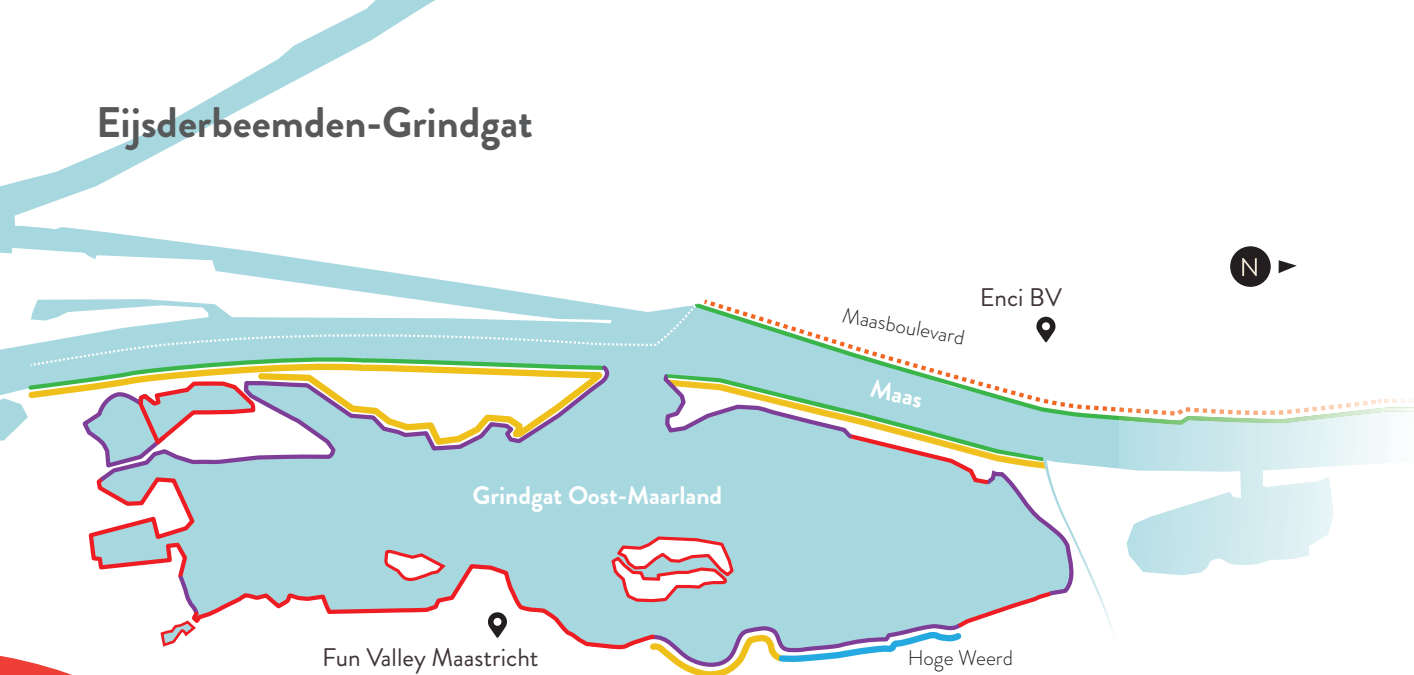 Eijsderbeemden-Grindgat
N
Enci BV
Maasboulevard
Maas
Grindgat Oost-Maarland
Fun Valley Maastricht
Hoge Weerd